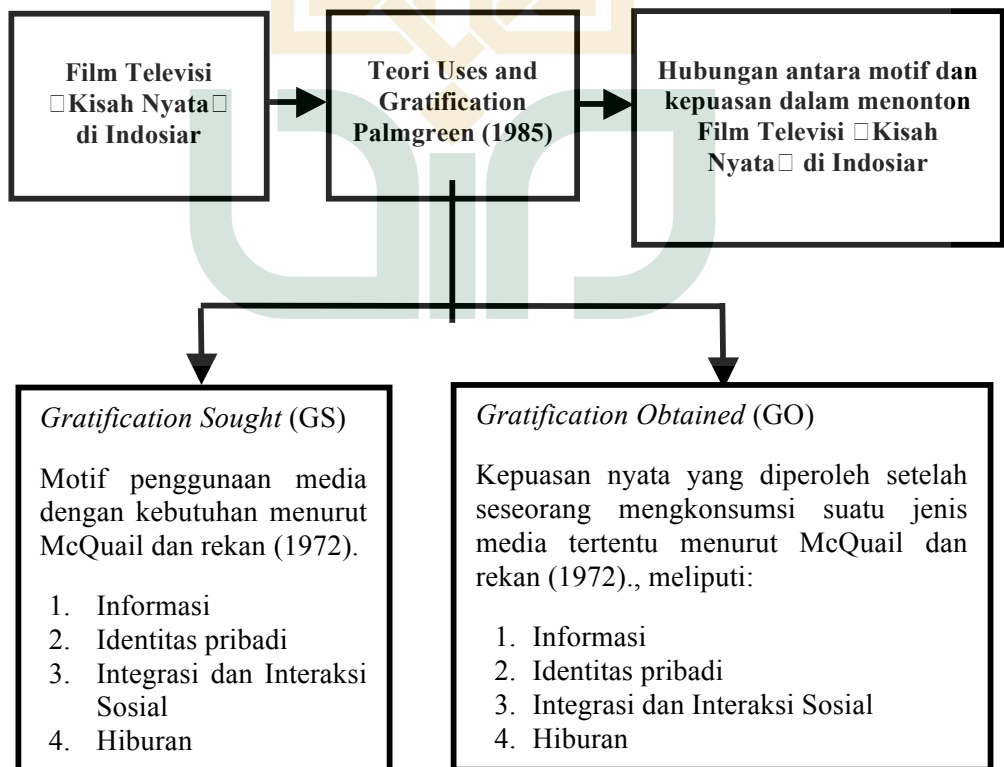 Film Televisi
□Kisah Nyata□
di Indosiar
Teori Uses and
Gratification
Palmgreen (1985)
Hubungan antara motif dan
kepuasan dalam menonton
Film Televisi □Kisah
Nyata□ di Indosiar
Gratification Sought (GS)
Motif penggunaan media
dengan kebutuhan menurut
McQuail dan rekan (1972).
1. Informasi
2. Identitas pribadi
3. Integrasi dan Interaksi
Sosial
4. Hiburan
Gratification Obtained (GO)
Kepuasan nyata yang diperoleh setelah
seseorang mengkonsumsi suatu jenis
media tertentu menurut McQuail dan
rekan (1972)., meliputi:
1. Informasi
2. Identitas pribadi
3. Integrasi dan Interaksi Sosial
4. Hiburan